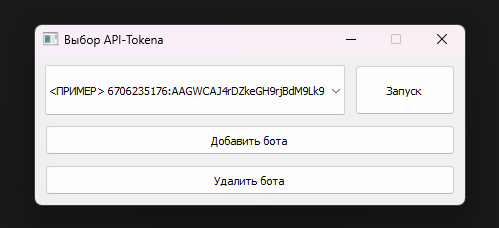 Выбор API-Tokena
<ПРИМЕР> 6706235176:AAGWCAJ4rDZkeGH9rjBdM9Lk9
Запуск
Добавить бота
Удалить бота